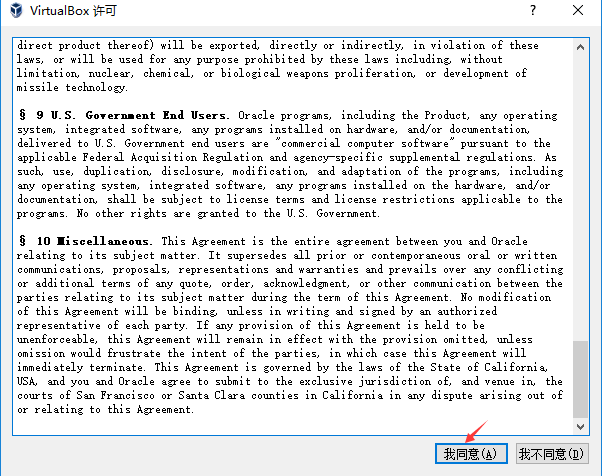 VirtualBox 许可
direct product thereof) will be exported, directly or indirectly, in violation of these
laws, or will be used for any purpose prohibited by these laws including, without
limitation, nuclear, chemical, or biological weapons proliferation, or development of
missile technology.
§ 9 U.S. Government End Users. Oracle programs, including the Product, any operating
system, integrated software, any programs installed on hardware, and/or documentation,
delivered to U.S. Government end users are "commercial computer software" pursuant to the
applicable Federal Acquisition Regulation and agency-specific supplemental regulations. As
such, use, duplication, disclosure, modification, and adaptation of the programs, including
any operating system, integrated software, any programs installed on the hardware, and/or
documentation, shall be subject to license terms and license restrictions applicable to the
programs. No other rights are granted to the U.S. Government.
§ 10 Miscellaneous. This Agreement is the entire agreement between you and Oracle
relating to its subject matter. It supersedes all prior or contemporaneous oral or written
communications, proposals, representations and warranties and prevails over any conflicting
or additional terms of any quote, order, acknowledgment, or other communication between the
parties relating to its subject matter during the term of this Agreement. No modification
of this Agreement will be binding, unless in writing and signed by an authorized
representative of each party. If any provision of this Agreement is held to be
unenforceable, this Agreement will remain in effect with the provision omitted, unless
omission would frustrate the intent of the parties, in which case this Agreement will
immediately terminate. This Agreement is governed by the laws of the State of California,
USA, and you and Oracle agree to submit to the exclusive jurisdiction of, and venue in, the
courts of San Francisco or Santa Clara counties in California in any dispute arising out of
or relating to this Agreement.
我同意(A) 我不同意(D)